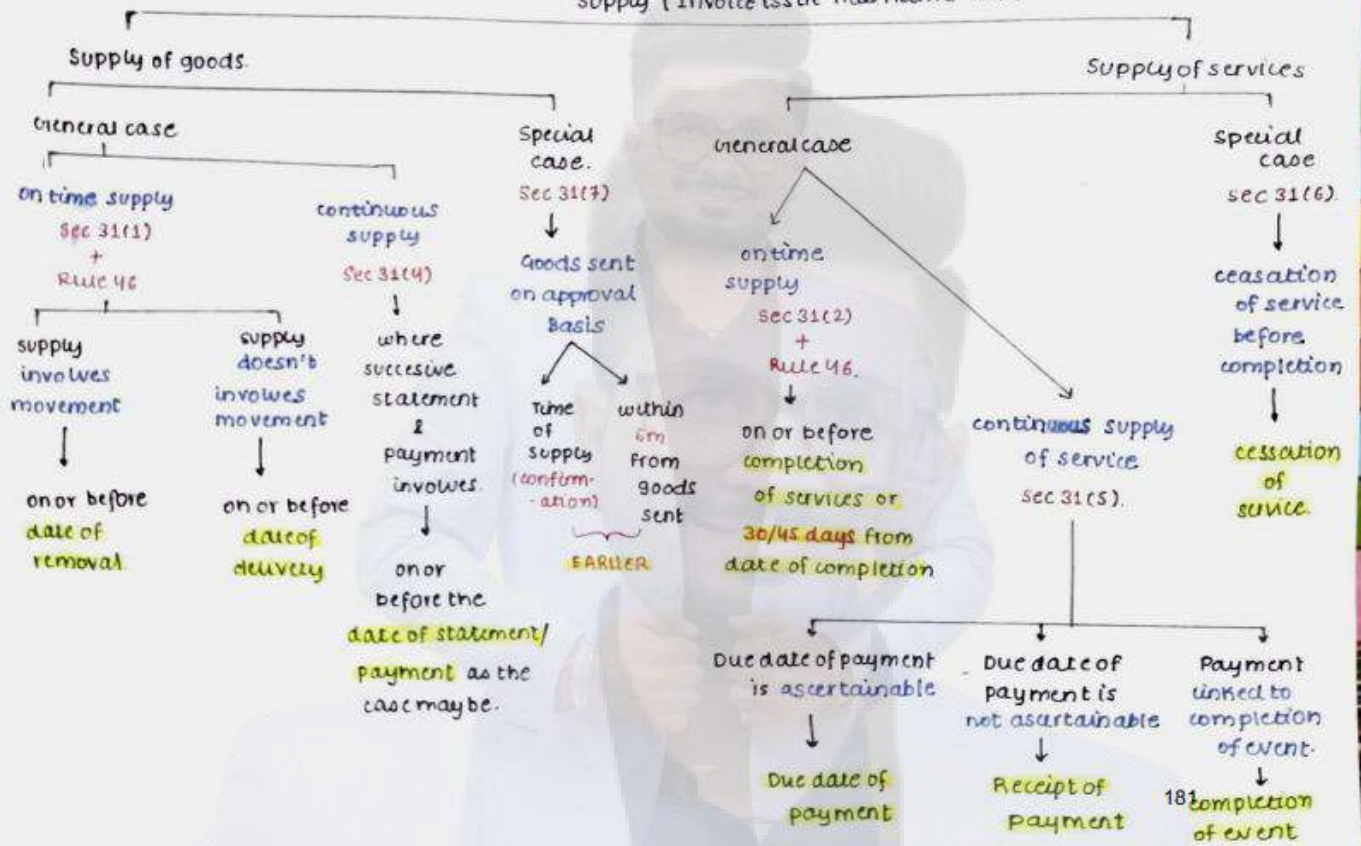 supply (Invoice issue
Supply of goods.
Supply of services
General case
Special
case.
Sec 31(7)
General case
Special
case
sec 31(6).
on time supply
Sec 31(1)
+
Rule 46
continuous
supply
Sec 31(4)
Goods sent
on approval
Basis
on time
supply
Sec 31(2)
+
Rule 46.
ceasation
of service
before
completion
supply
involves
movement
supply
doesn't
involves
movement
where
succesive
statement
&
payment
involves.
Time
of
supply
(confirm-
-ation)
within
6m
from
goods
sent
EARLIER
on or before
completion
of services or
30/45 days from
date of completion
continuous supply
of service
Sec 31(5).
cessation
of
service.
on or before
date of
removal
on or before
date of
delivery
on or
before the
date of statement/
payment as the
case may be.
Due date of payment
is ascertainable
Due date of
payment is
not ascertainable
Payment
linked to
completion
of event.
Due date of
payment
Receipt of
payment
181
completion
of event